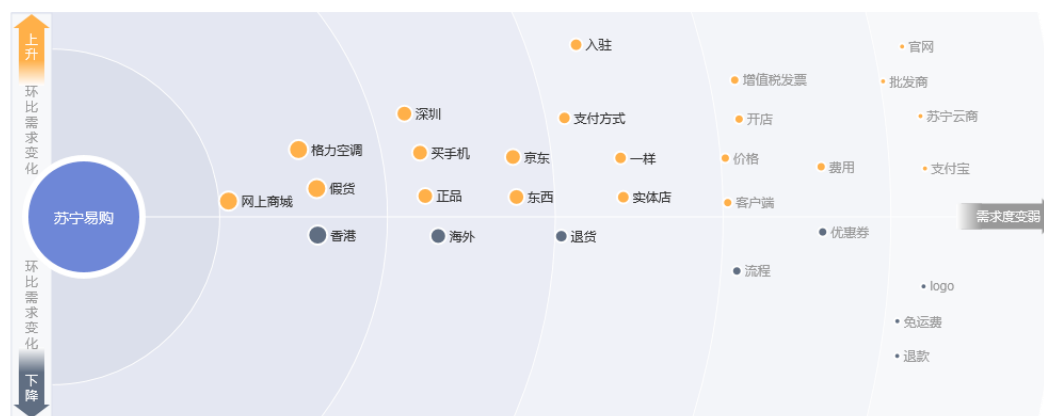 上升
环比需求变化
苏宁易购
环比需求变化
下降
入驻
官网
增值税发票
批发商
深圳
支付方式
开店
苏宁云商
格力空调
买手机
京东
一样
价格
费用
支付宝
网上商城
假货
正品
东西
实体店
客户端
需求度变弱
香港
海外
退货
优惠券
流程
logo
免运费
退款